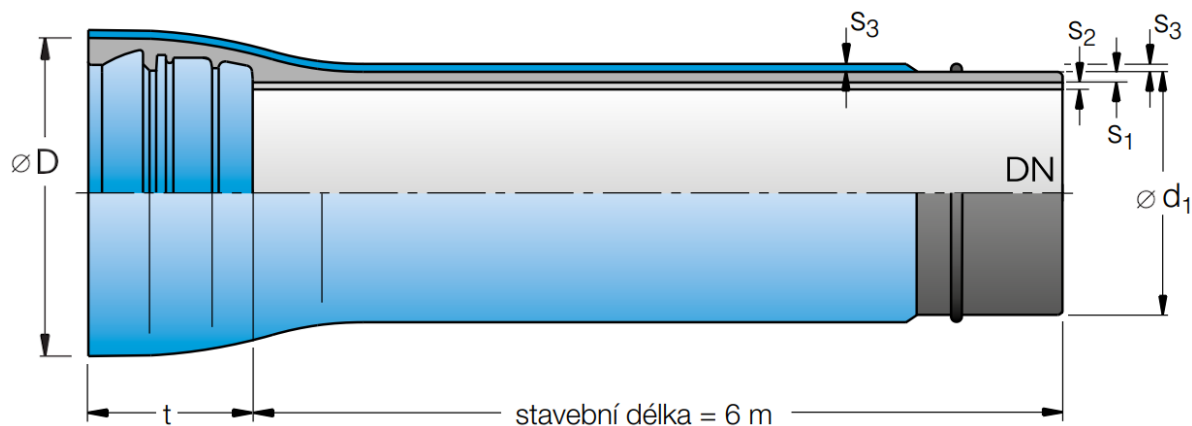 S3
S2
S3
S1
⌀ D
DN
⌀ d1
t
stavební délka = 6 m